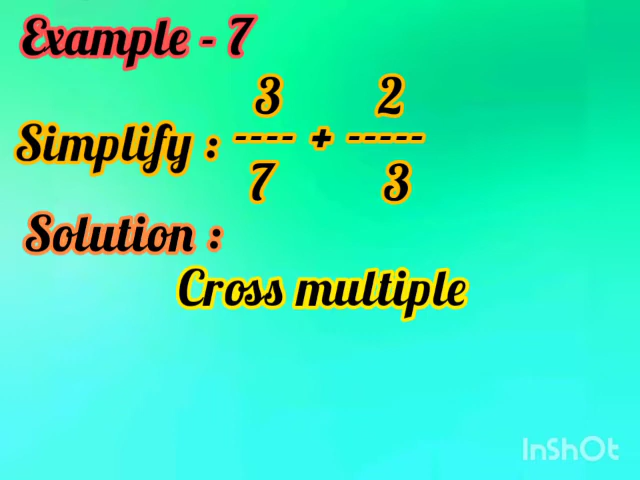 Example - 7
Simplify : 3/7 + 2/3
Solution :
Cross multiple
InShOt